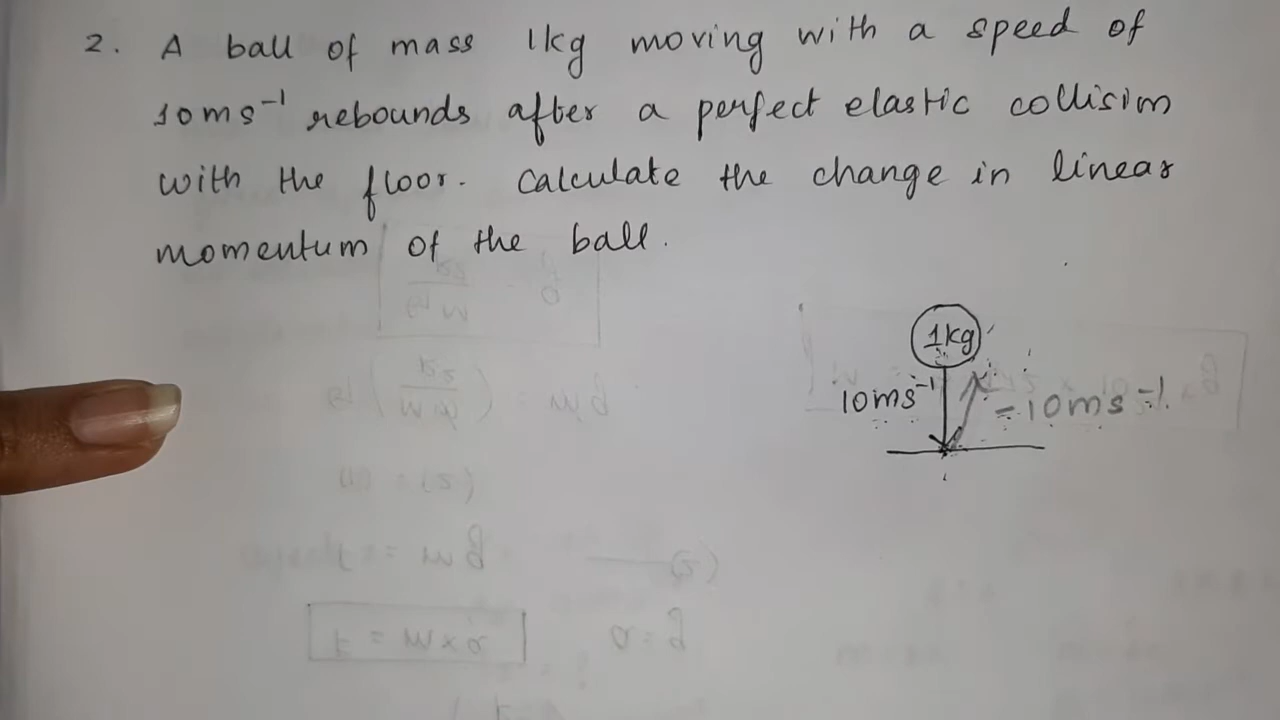 2. A ball of mass 1kg moving with a speed of
10ms⁻¹ rebounds after a perfect elastic collision
with the floor. Calculate the change in linear
momentum of the ball.
1kg
10ms⁻¹
-10ms⁻¹